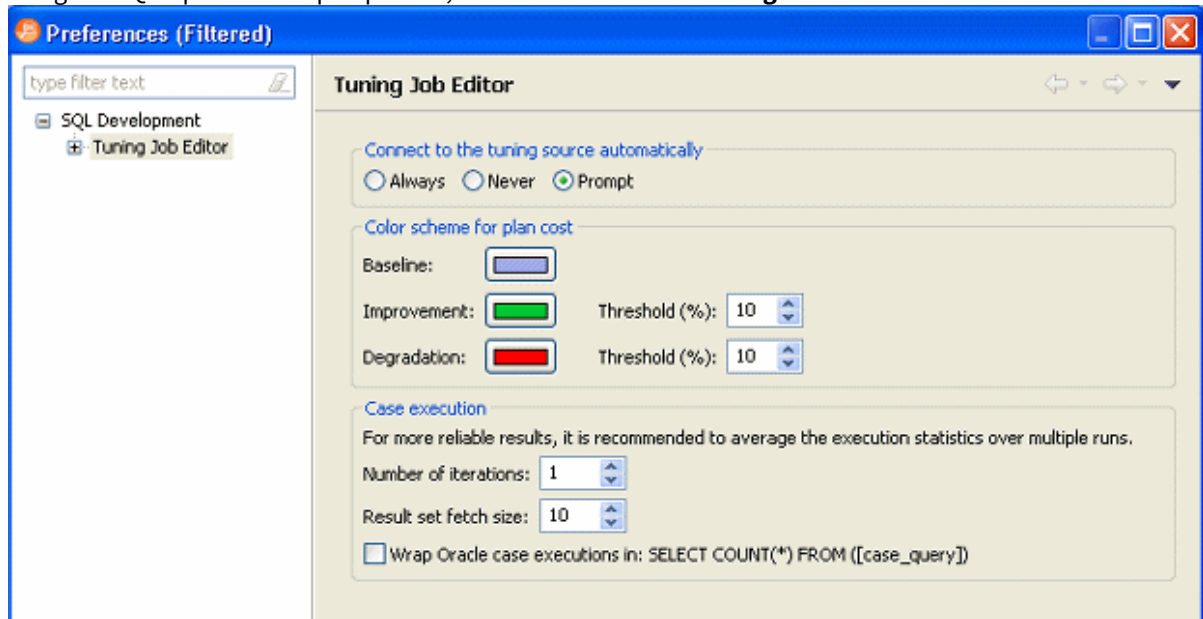 Preferences (Filtered)
type filter text
Tuning Job Editor
SQL Development
Tuning Job Editor
Connect to the tuning source automatically
Always Never Prompt
Color scheme for plan cost
Baseline:
Improvement: Threshold (%): 10
Degradation: Threshold (%): 10
Case execution
For more reliable results, it is recommended to average the execution statistics over multiple runs.
Number of iterations: 1
Result set fetch size: 10
Wrap Oracle case executions in: SELECT COUNT(*) FROM ([case_query])